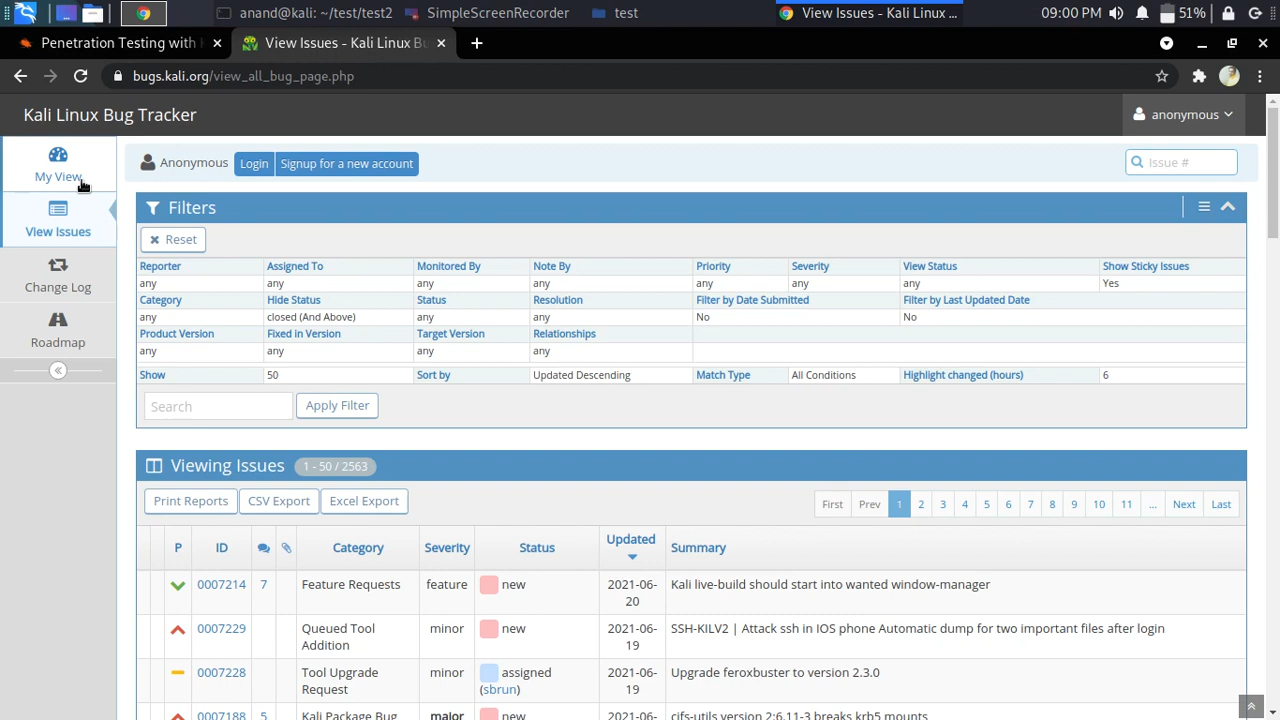 anand@kali: ~/test/test2
SimpleScreenRecorder
test
View Issues - Kali Linux ...
09:00 PM
51%
Penetration Testing with
View Issues - Kali Linux Bu
bugs.kali.org/view_all_bug_page.php
Kali Linux Bug Tracker
anonymous
My View
View Issues
Change Log
Roadmap
Anonymous
Login
Signup for a new account
Issue #
Filters
Reset
Reporter Assigned To Monitored By Note By Priority Severity View Status Show Sticky Issues
any any any any any any any Yes
Category Hide Status Status Resolution Filter by Date Submitted Filter by Last Updated Date
any closed (And Above) any any No No
Product Version Fixed in Version Target Version Relationships
any any any any
Show 50 Sort by Updated Descending Match Type All Conditions Highlight changed (hours) 6
Search
Apply Filter
Viewing Issues 1 - 50 / 2563
Print Reports CSV Export Excel Export
First Prev 1 2 3 4 5 6 7 8 9 10 11 ... Next Last
P ID Category Severity Status Updated Summary
0007214 7 Feature Requests feature new 2021-06-20 Kali live-build should start into wanted window-manager
0007229 Queued Tool Addition minor new 2021-06-19 SSH-KILV2 | Attack ssh in IOS phone Automatic dump for two important files after login
0007228 Tool Upgrade Request minor assigned (sbrun) 2021-06-19 Upgrade feroxbuster to version 2.3.0
0007188 5 Kali Package Bug major new 2021-06- cifs-utils version 2:6.11-3 breaks krb5 mounts